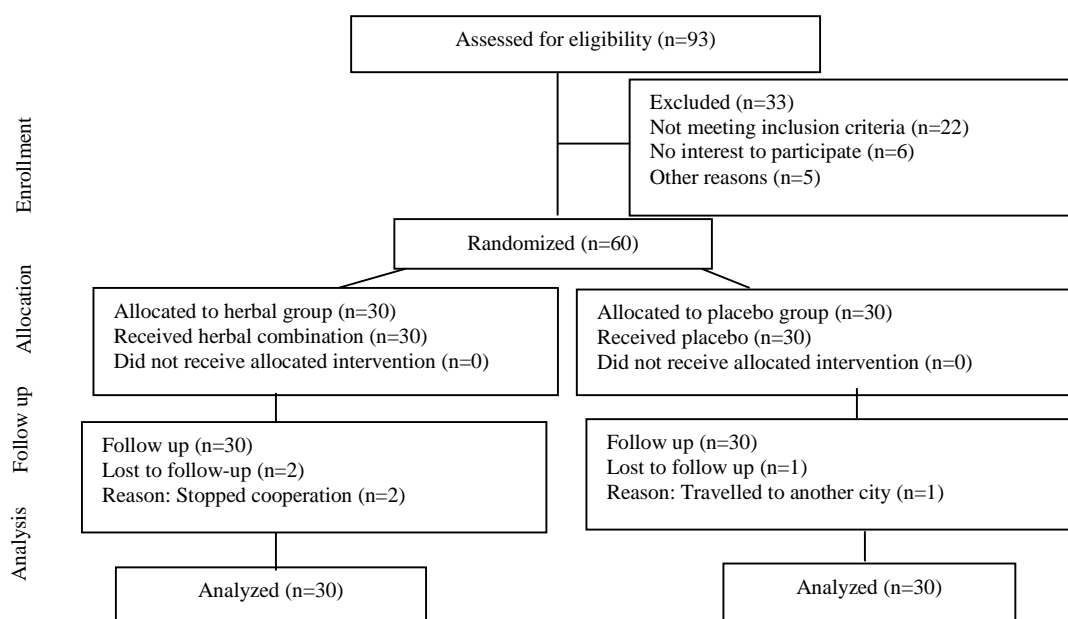 Assessed for eligibility (n=93)
Excluded (n=33)
Not meeting inclusion criteria (n=22)
No interest to participate (n=6)
Other reasons (n=5)
Enrollment
Randomized (n=60)
Allocation
Allocated to herbal group (n=30)
Received herbal combination (n=30)
Did not receive allocated intervention (n=0)
Allocated to placebo group (n=30)
Received placebo (n=30)
Did not receive allocated intervention (n=0)
Follow up
Follow up (n=30)
Lost to follow-up (n=2)
Reason: Stopped cooperation (n=2)
Follow up (n=30)
Lost to follow up (n=1)
Reason: Travelled to another city (n=1)
Analysis
Analyzed (n=30)
Analyzed (n=30)